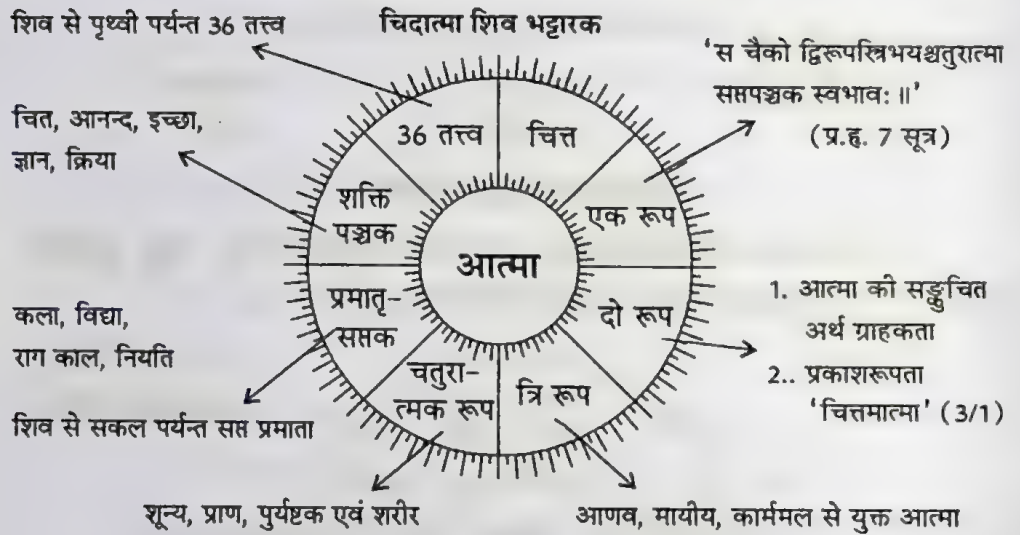 शिव से पृथ्वी पर्यन्त 36 तत्त्व
चिदात्मा शिव भट्टारक
'स चैको द्विरूपस्त्रिभयश्चतुरात्मा
सप्तपञ्चक स्वभावः ॥'
(प्र.हृ. 7 सूत्र)
चित, आनन्द, इच्छा,
ज्ञान, क्रिया
36 तत्त्व
चित्त
शक्ति
पञ्चक
एक रूप
आत्मा
प्रमातृ-
सप्तक
दो रूप
चतुरा-
त्मक रूप
त्रि रूप
1. आत्मा की सङ्कुचित
अर्थ ग्राहकता
2.. प्रकाशरूपता
'चित्तमात्मा' (3/1)
कला, विद्या,
राग काल, नियति
शिव से सकल पर्यन्त सप्त प्रमाता
शून्य, प्राण, पुर्यष्टक एवं शरीर
आणव, मायीय, कार्ममल से युक्त आत्मा